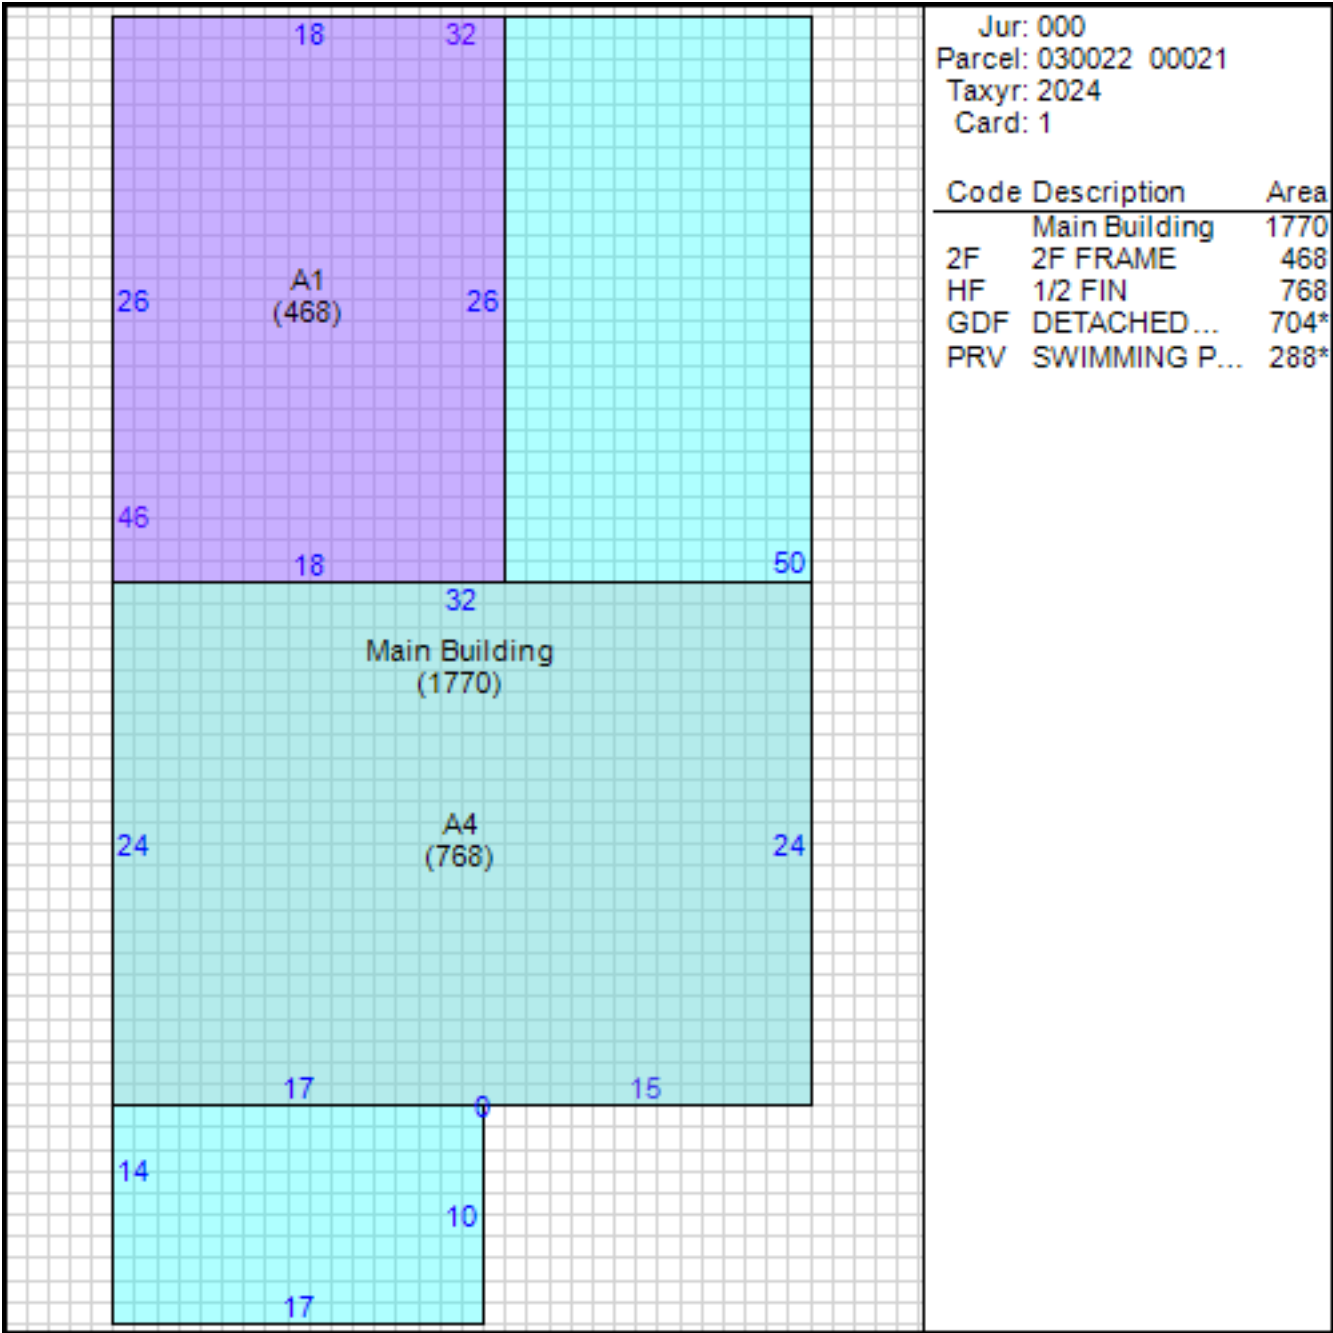 18 32
A1
(468)
26 26
46
18 50
32
Main Building
(1770)
A4
(768)
24 24
17 0 15
14
10
17
Jur: 000
Parcel: 030022 00021
Taxyr: 2024
Card: 1
Code Description Area
Main Building 1770
2F 2F FRAME 468
HF 1/2 FIN 768
GDF DETACHED... 704*
PRV SWIMMING P... 288*